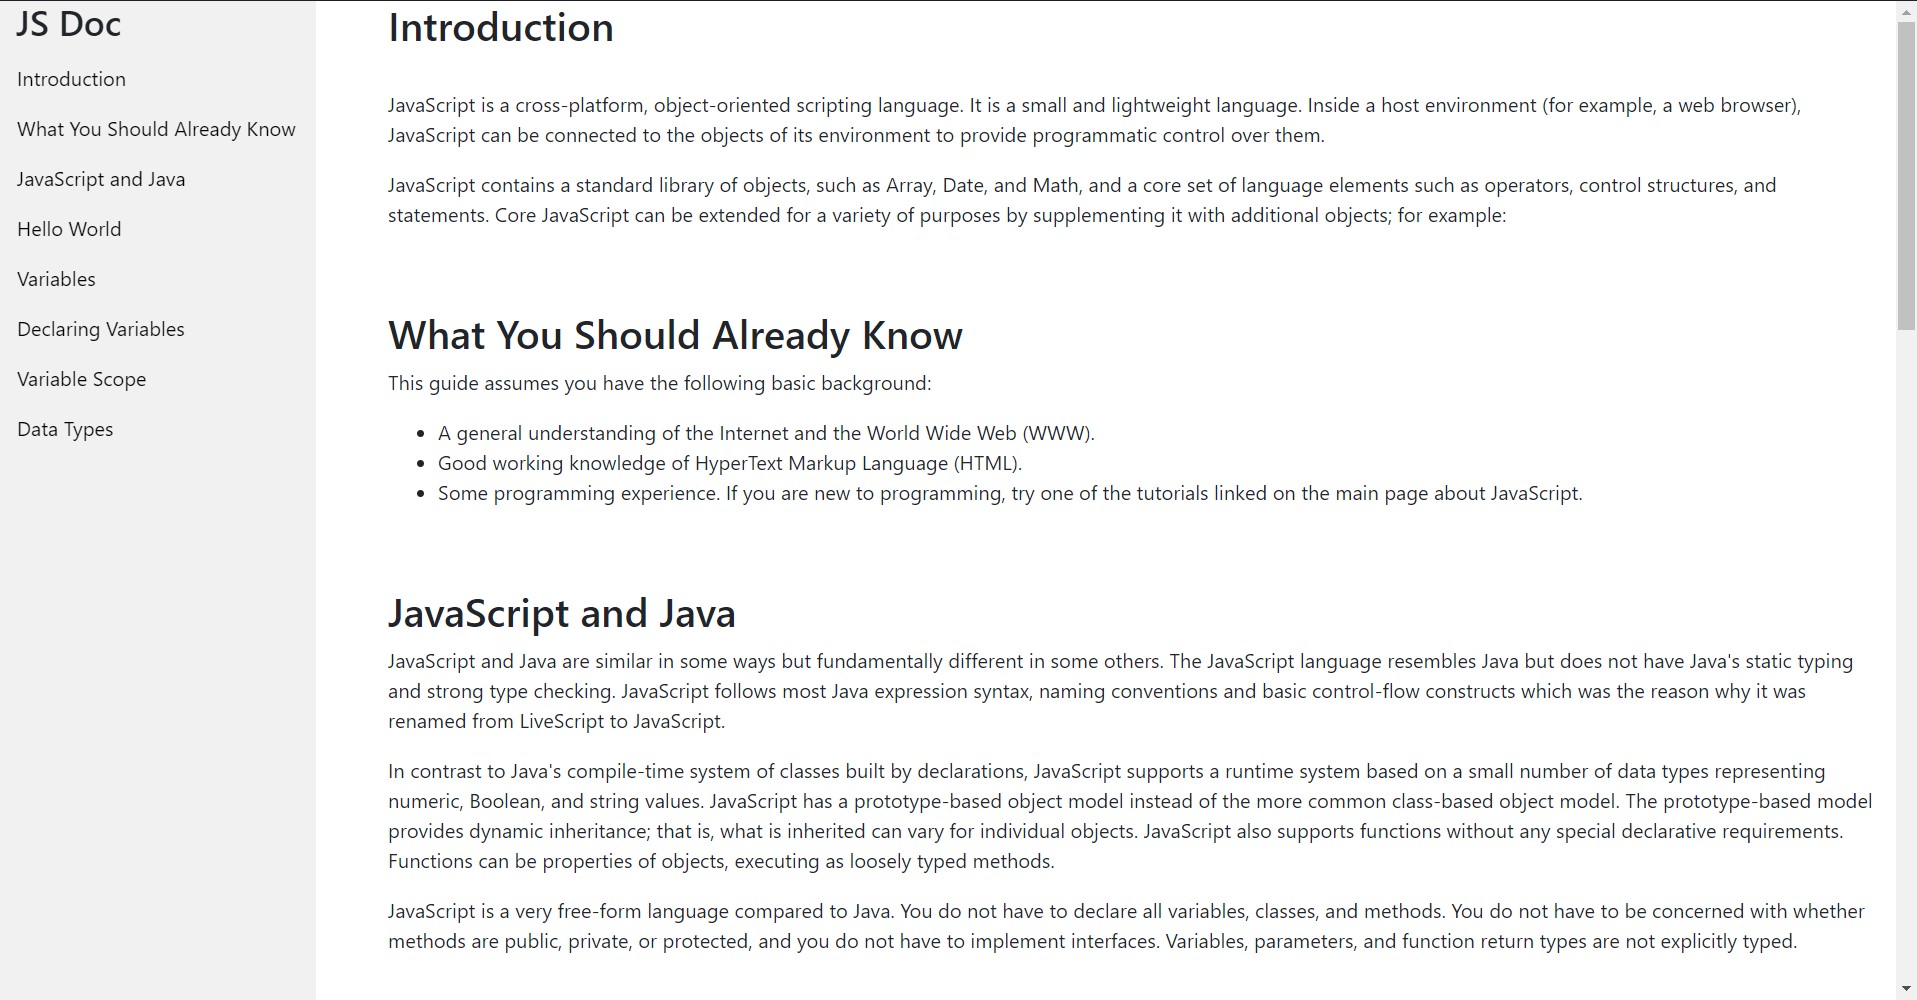 JS Doc
Introduction
What You Should Already Know
JavaScript and Java
Hello World
Variables
Declaring Variables
Variable Scope
Data Types
Introduction
JavaScript is a cross-platform, object-oriented scripting language. It is a small and lightweight language. Inside a host environment (for example, a web browser),
JavaScript can be connected to the objects of its environment to provide programmatic control over them.
JavaScript contains a standard library of objects, such as Array, Date, and Math, and a core set of language elements such as operators, control structures, and
statements. Core JavaScript can be extended for a variety of purposes by supplementing it with additional objects; for example:
What You Should Already Know
This guide assumes you have the following basic background:
• A general understanding of the Internet and the World Wide Web (WWW).
• Good working knowledge of HyperText Markup Language (HTML).
• Some programming experience. If you are new to programming, try one of the tutorials linked on the main page about JavaScript.
JavaScript and Java
JavaScript and Java are similar in some ways but fundamentally different in some others. The JavaScript language resembles Java but does not have Java's static typing
and strong type checking. JavaScript follows most Java expression syntax, naming conventions and basic control-flow constructs which was the reason why it was
renamed from LiveScript to JavaScript.
In contrast to Java's compile-time system of classes built by declarations, JavaScript supports a runtime system based on a small number of data types representing
numeric, Boolean, and string values. JavaScript has a prototype-based object model instead of the more common class-based object model. The prototype-based model
provides dynamic inheritance; that is, what is inherited can vary for individual objects. JavaScript also supports functions without any special declarative requirements.
Functions can be properties of objects, executing as loosely typed methods.
JavaScript is a very free-form language compared to Java. You do not have to declare all variables, classes, and methods. You do not have to be concerned with whether
methods are public, private, or protected, and you do not have to implement interfaces. Variables, parameters, and function return types are not explicitly typed.